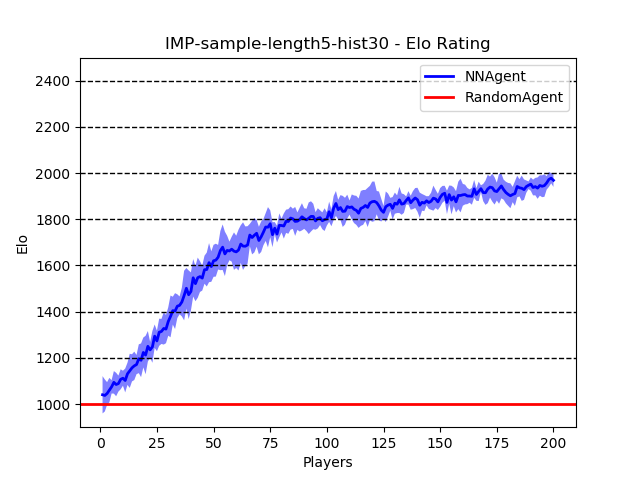 IMP-sample-length5-hist30 - Elo Rating
NNAgent
RandomAgent
Elo
2400
2200
2000
1800
1600
1400
1200
1000
0 25 50 75 100 125 150 175 200
Players